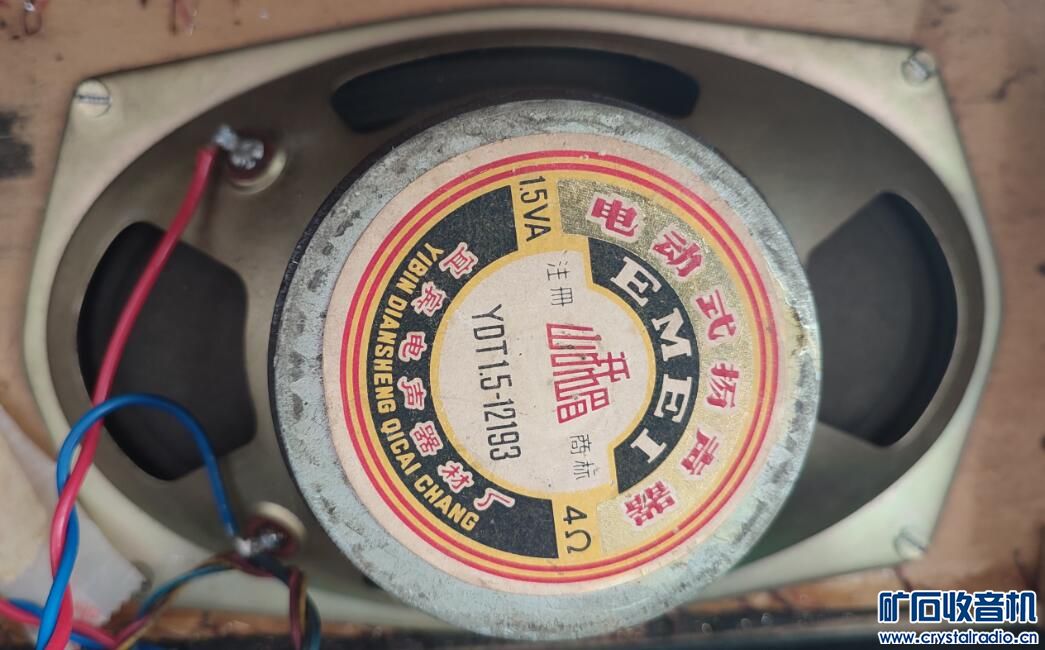 电动式扬声器
EMEI
1.5VA
注册
峨嵋
商标
YDT1.5-12193
4Ω
宜宾电声器材厂
YIBIN DIANSHENG QICAI CHANG
矿石收音机
www.crystalradio.cn